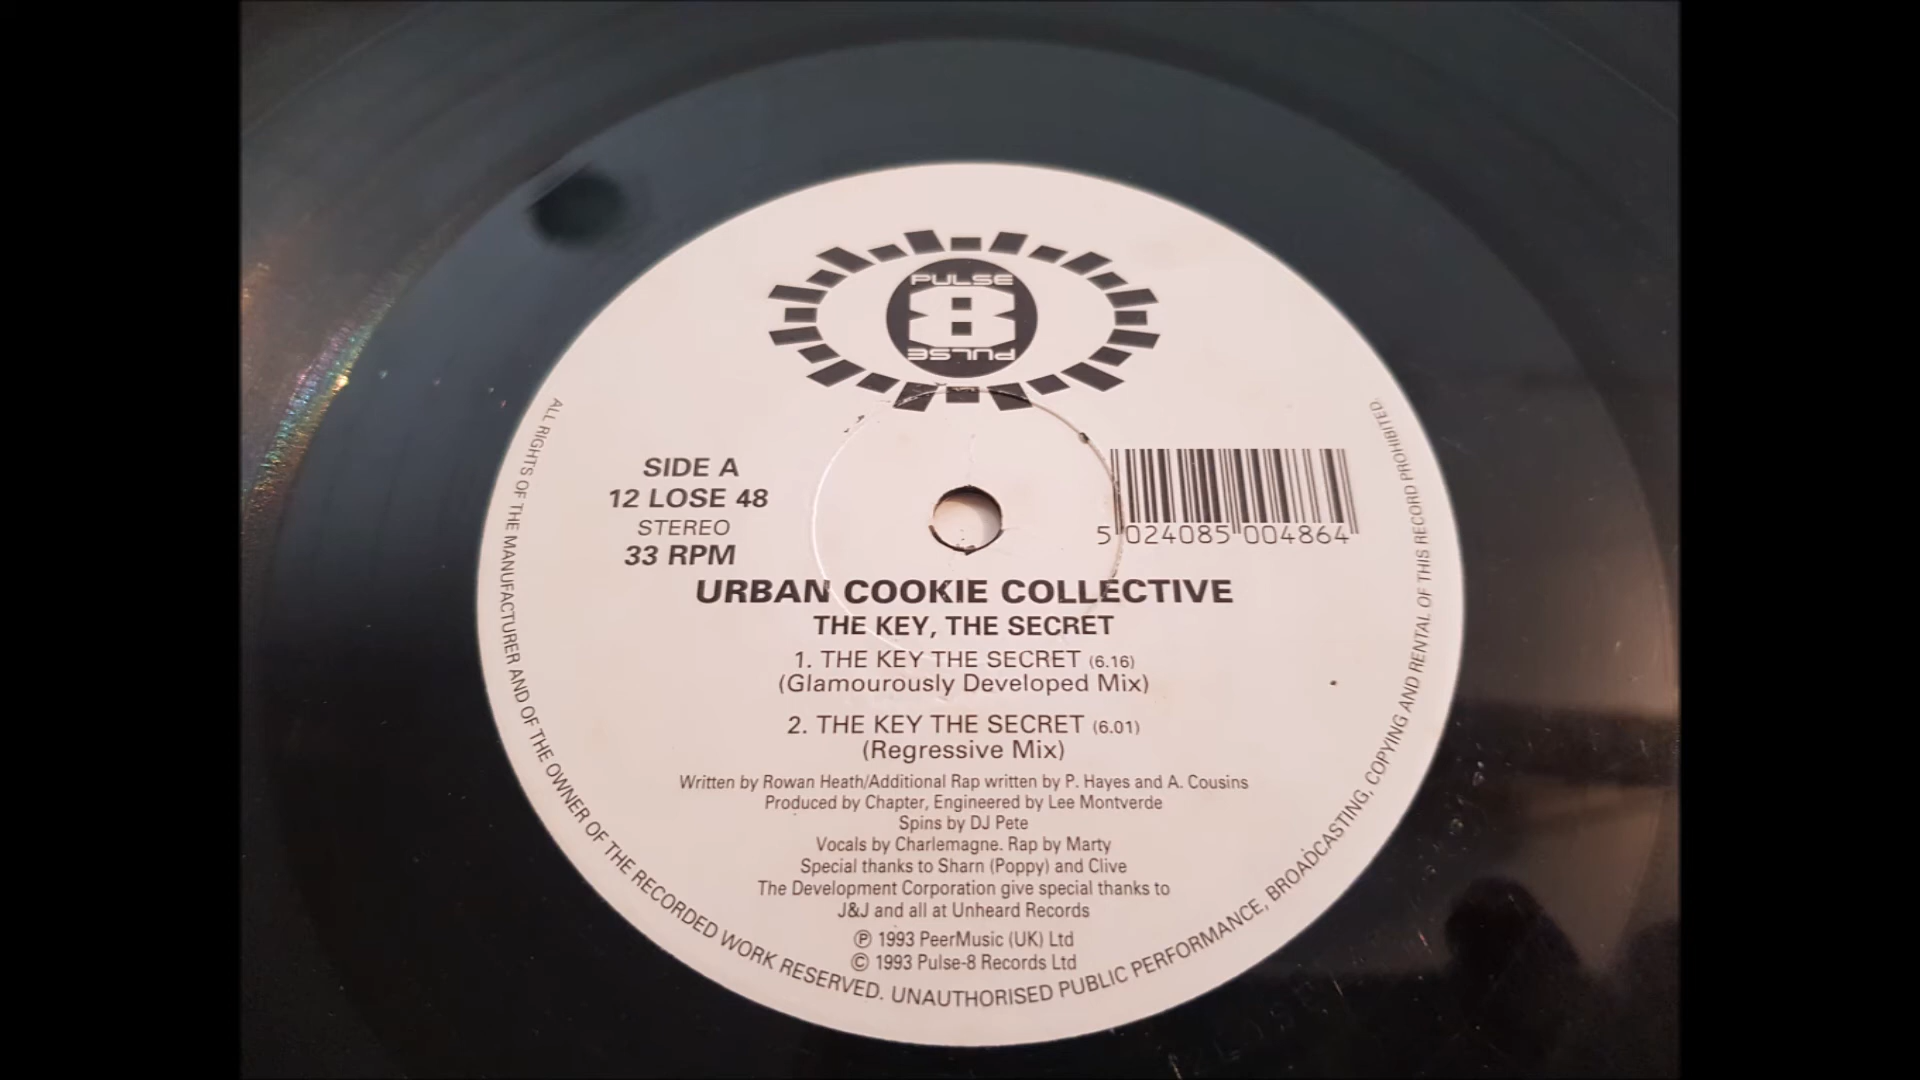 PULSE
8
PULSE
SIDE A
12 LOSE 48
STEREO
33 RPM
5 024085 004864
URBAN COOKIE COLLECTIVE
THE KEY, THE SECRET
1. THE KEY THE SECRET (6.16)
(Glamourously Developed Mix)
2. THE KEY THE SECRET (6.01)
(Regressive Mix)
Written by Rowan Heath/Additional Rap written by P. Hayes and A. Cousins
Produced by Chapter, Engineered by Lee Montverde
Spins by DJ Pete
Vocals by Charlemagne. Rap by Marty
Special thanks to Sharn (Poppy) and Clive
The Development Corporation give special thanks to
J&J and all at Unheard Records
℗ 1993 PeerMusic (UK) Ltd
© 1993 Pulse-8 Records Ltd
ALL RIGHTS OF THE MANUFACTURER AND OF THE OWNER OF THE RECORDED WORK RESERVED. UNAUTHORISED PUBLIC PERFORMANCE, BROADCASTING, COPYING AND RENTAL OF THIS RECORD PROHIBITED.